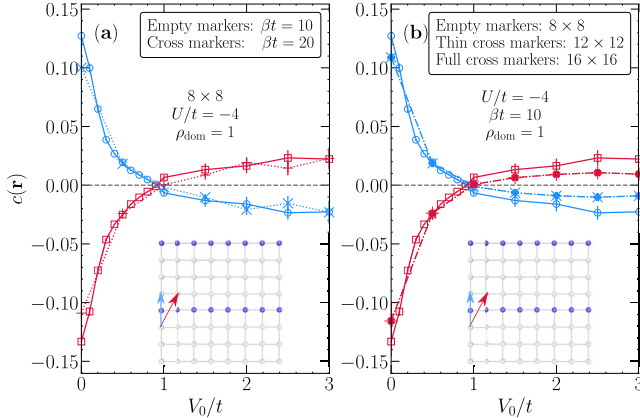 0.15
0.10
0.05
0.00
−0.05
−0.10
−0.15
c(r)
(a)
Empty markers: βt = 10
Cross markers: βt = 20
8 × 8
U/t = −4
ρdom = 1
0
1
2
3
V0/t
(b)
Empty markers: 8 × 8
Thin cross markers: 12 × 12
Full cross markers: 16 × 16
U/t = −4
βt = 10
ρdom = 1
0
1
2
3
V0/t